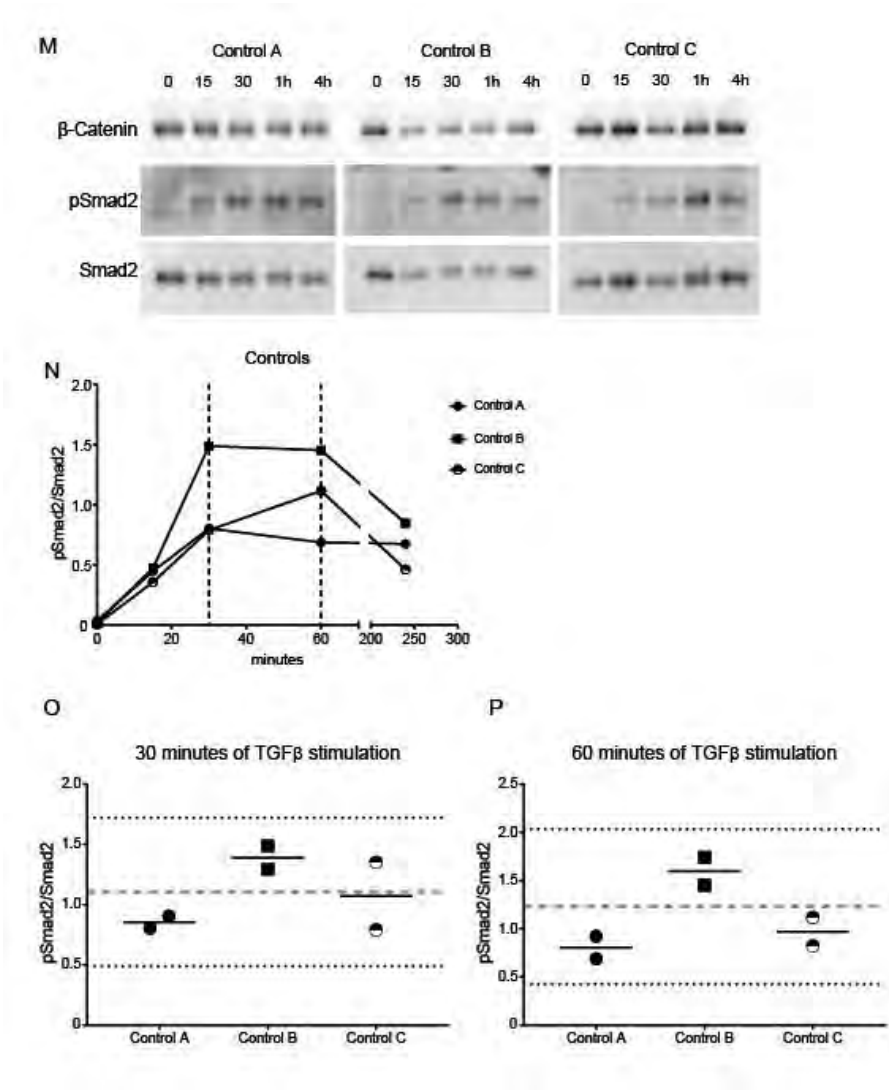 M
Control A Control B Control C
0 15 30 1h 4h 0 15 30 1h 4h 0 15 30 1h 4h
β-Catenin
pSmad2
Smad2
N
Controls
2.0
1.5
1.0
0.5
0
pSmad2/Smad2
0 20 40 60 200 250 300
minutes
Control A
Control B
Control C
O
30 minutes of TGFβ stimulation
2.0
1.5
1.0
0.5
0
pSmad2/Smad2
Control A Control B Control C
P
60 minutes of TGFβ stimulation
2.5
2.0
1.5
1.0
0.5
0
pSmad2/Smad2
Control A Control B Control C